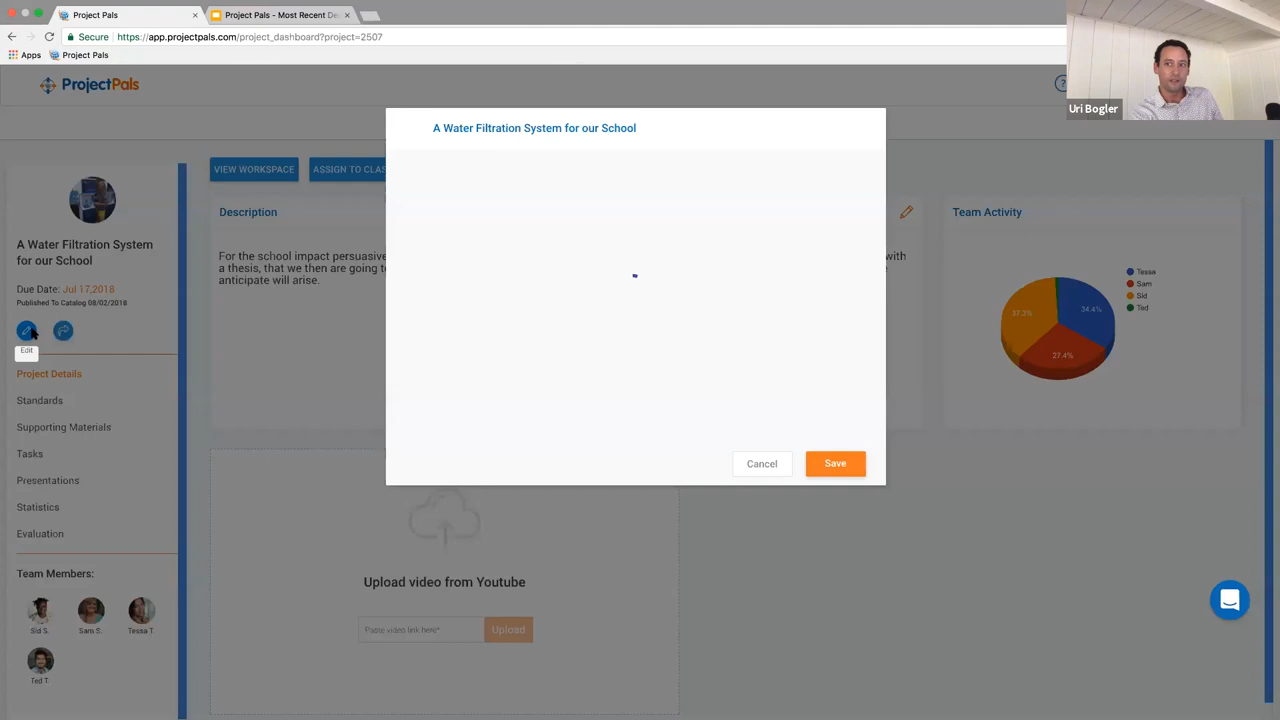 Project Pals
Project Pals - Most Recent De
Secure
https://app.projectpals.com/project_dashboard?project=2507
Apps
Project Pals
ProjectPals
?
Uri Bogler
A Water Filtration System for our School
VIEW WORKSPACE
ASSIGN TO CLAS
A Water Filtration System
for our School
Due Date: Jul 17,2018
Published To Catalog 08/02/2018
Edit
Description
For the school impact persuasive
with
a thesis, that we then are going to
anticipate will arise.
Team Activity
37.3%
34.4%
27.4%
Tessa
Sam
Sid
Ted
Project Details
Standards
Supporting Materials
Tasks
Presentations
Statistics
Evaluation
Team Members:
Sid S.
Sam S.
Tessa T.
Ted T.
Cancel
Save
Upload video from Youtube
Paste video link here*
Upload